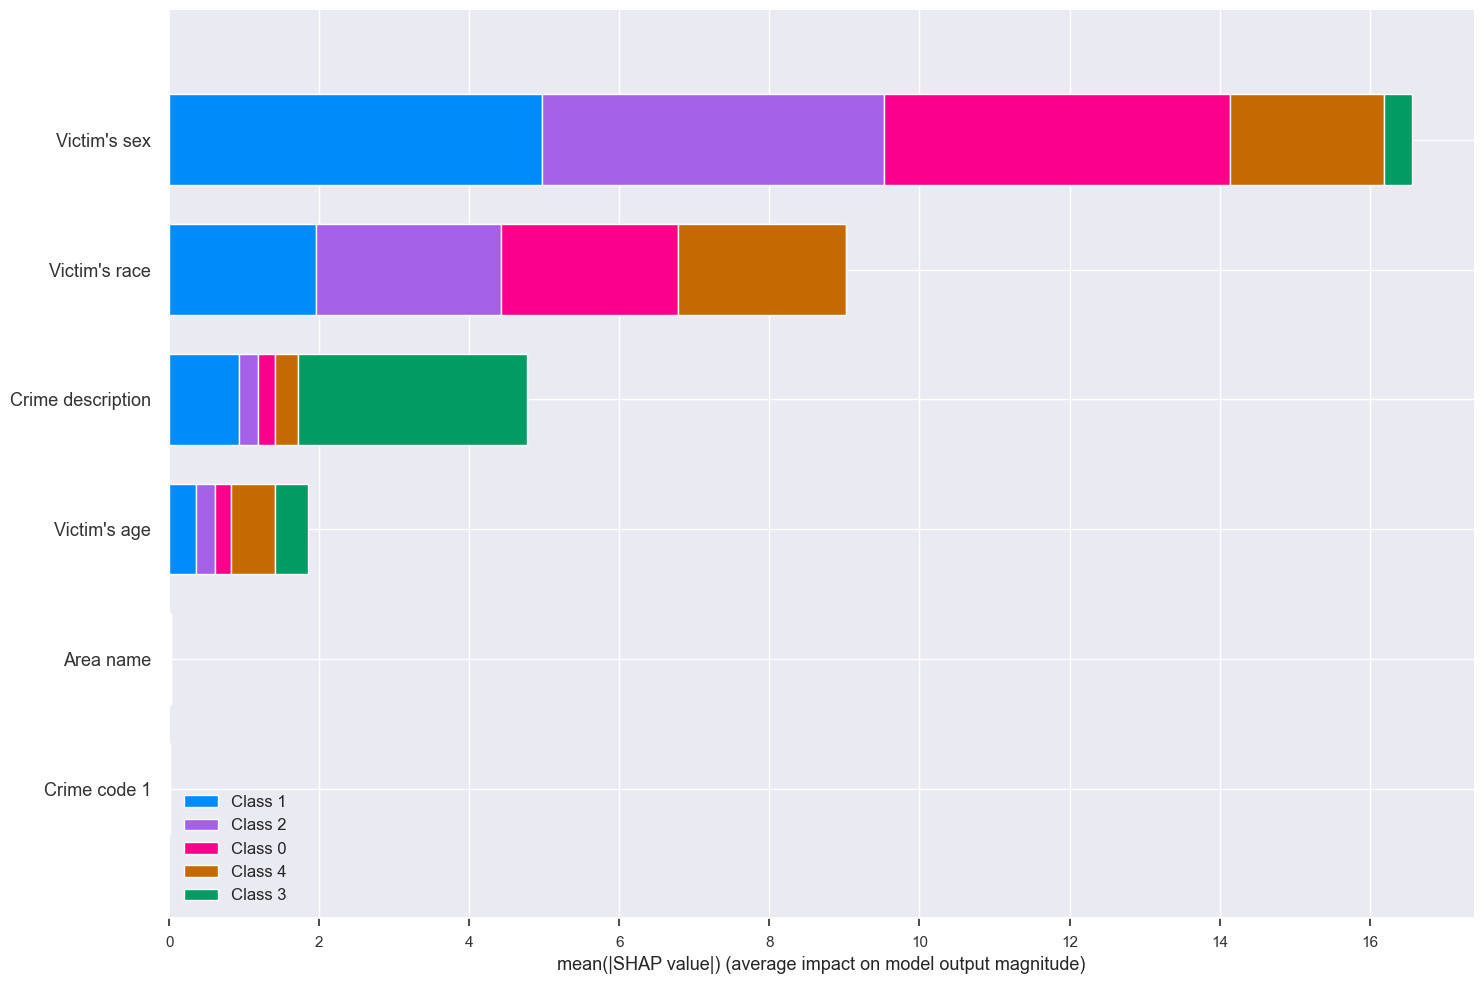 Victim's sex
Victim's race
Crime description
Victim's age
Area name
Crime code 1
Class 1
Class 2
Class 0
Class 4
Class 3
0 2 4 6 8 10 12 14 16
mean(|SHAP value|) (average impact on model output magnitude)